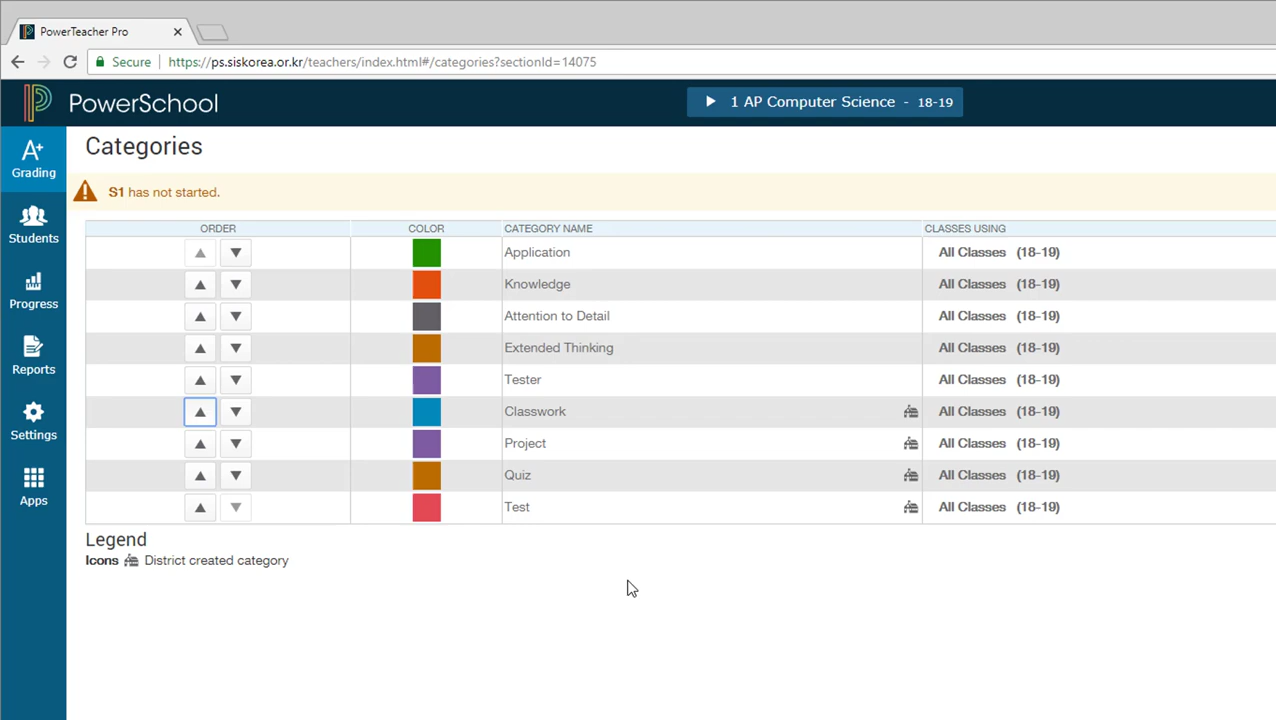 PowerTeacher Pro
Secure https://ps.siskorea.or.kr/teachers/index.html#/categories?sectionId=14075
PowerSchool
1 AP Computer Science - 18-19
Grading
Students
Progress
Reports
Settings
Apps
Categories
S1 has not started.
ORDER COLOR CATEGORY NAME CLASSES USING
Application All Classes (18-19)
Knowledge All Classes (18-19)
Attention to Detail All Classes (18-19)
Extended Thinking All Classes (18-19)
Tester All Classes (18-19)
Classwork All Classes (18-19)
Project All Classes (18-19)
Quiz All Classes (18-19)
Test All Classes (18-19)
Legend
Icons District created category